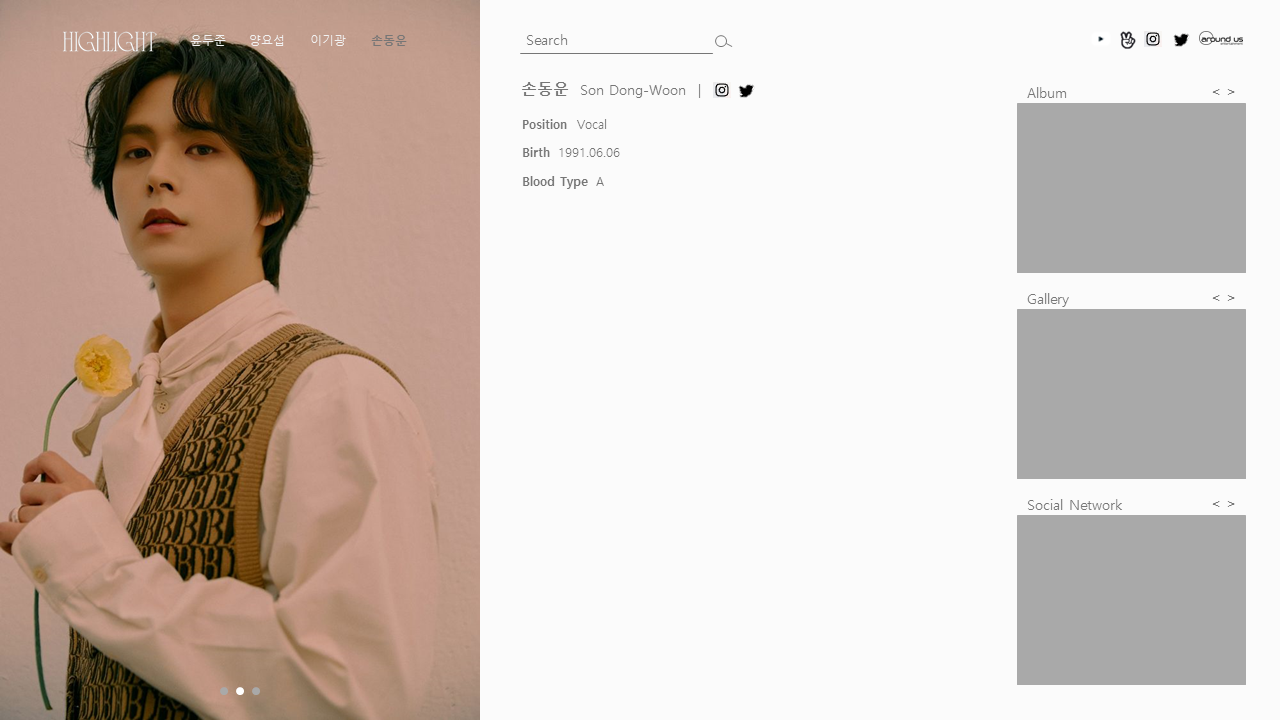 HIGHLIGHT 윤두준 양요섭 이기광 손동운
Search
around us
entertainment
손동운 Son Dong-Woon |
Position Vocal
Birth 1991.06.06
Blood Type A
Album < >
Gallery < >
Social Network < >